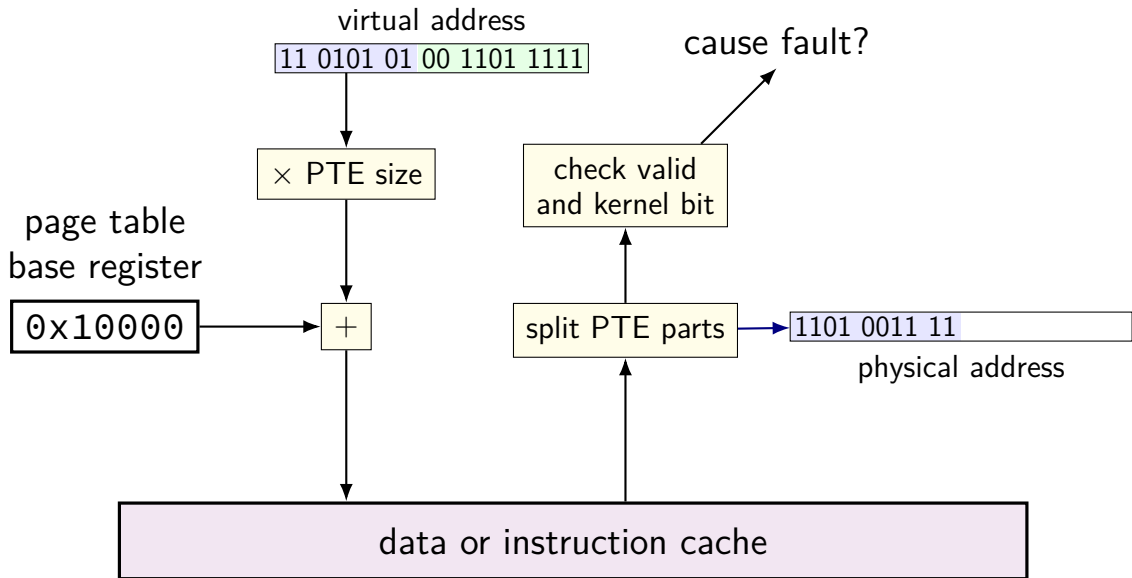 virtual address
11 0101 01 00 1101 1111
cause fault?
× PTE size
check valid
and kernel bit
page table
base register
0x10000
+
split PTE parts
1101 0011 11
physical address
data or instruction cache